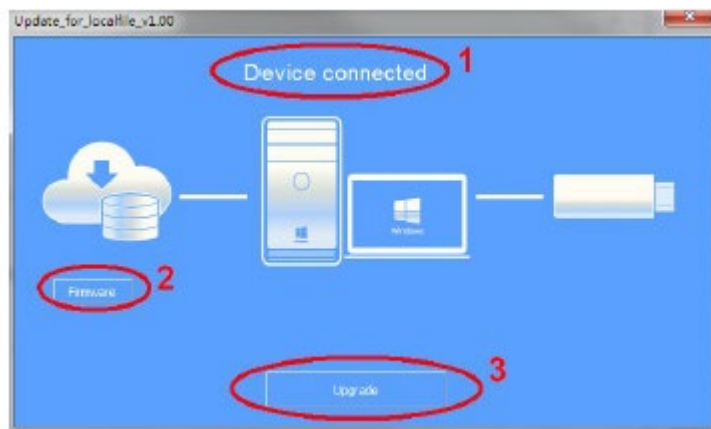 Update_for_localfile_v1.00
Device connected 1
Windows
Firmware 2
Upgrade 3